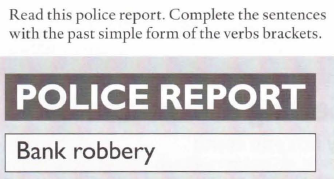 Read this police report. Complete the sentences
with the past simple form of the verbs brackets.
POLICE REPORT
Bank robbery